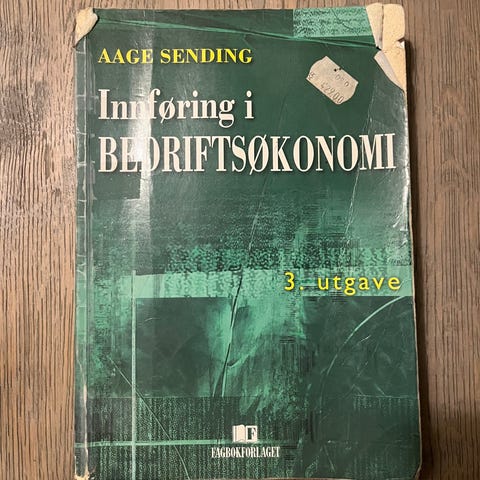 AAGE SENDING
Innføring i
BEDRIFTSØKONOMI
3. utgave
F
FAGBOKFORLAGET